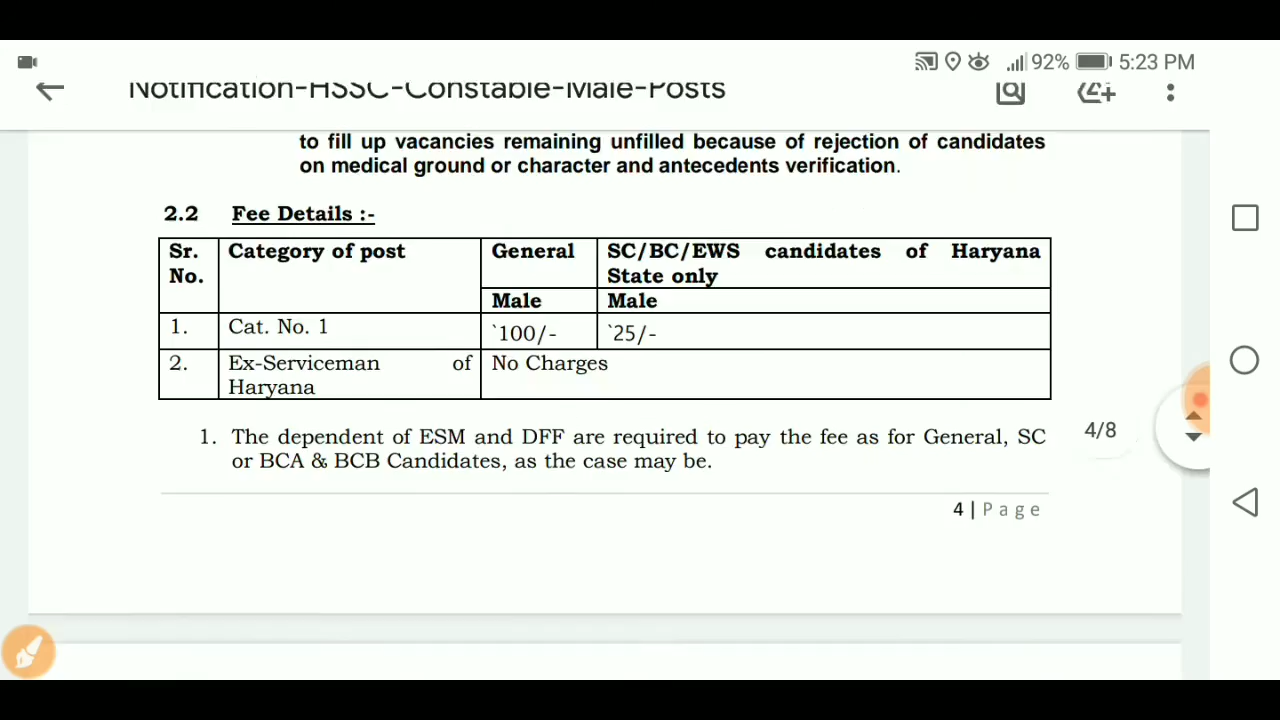 92% 5:23 PM
Notification-HSSC-Constable-Male-Posts
to fill up vacancies remaining unfilled because of rejection of candidates
on medical ground or character and antecedents verification.
2.2 Fee Details :-
Sr. No. Category of post General SC/BC/EWS candidates of Haryana State only
Male Male
1. Cat. No. 1 `100/- `25/-
2. Ex-Serviceman of Haryana No Charges
1. The dependent of ESM and DFF are required to pay the fee as for General, SC
or BCA & BCB Candidates, as the case may be.
4/8
4 | Page